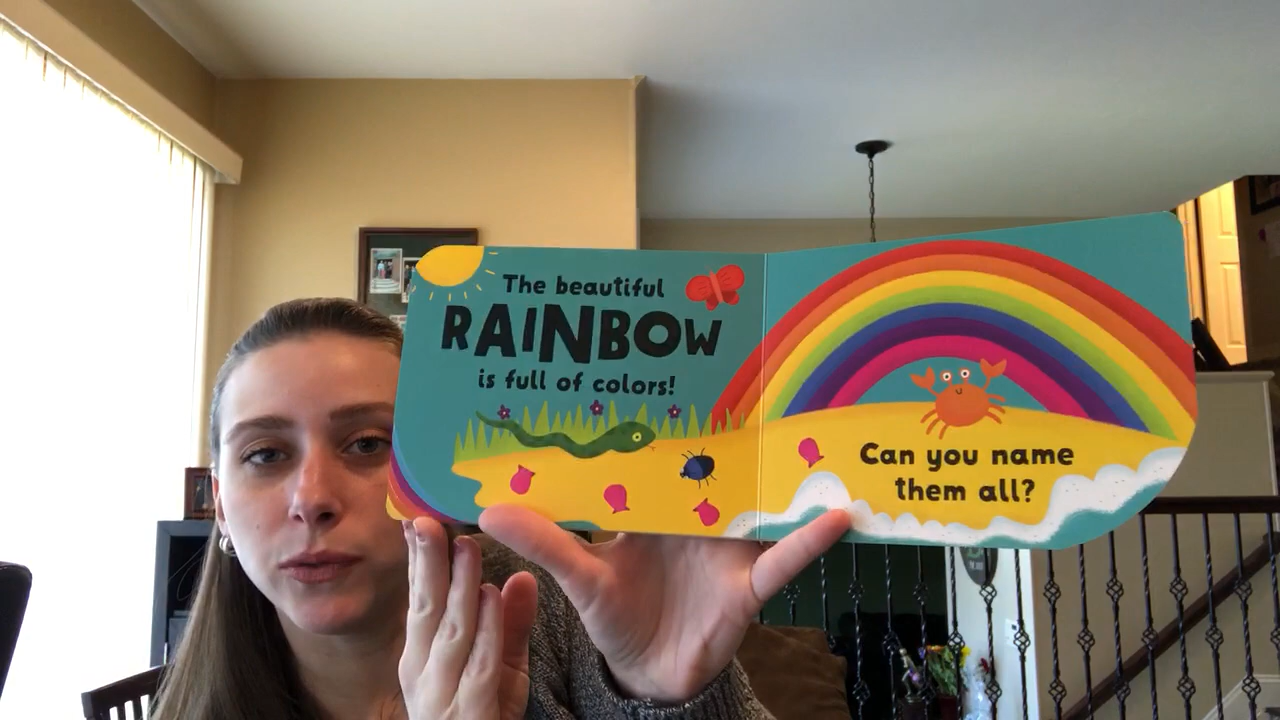 The beautiful
RAINBOW
is full of colors!
Can you name
them all?